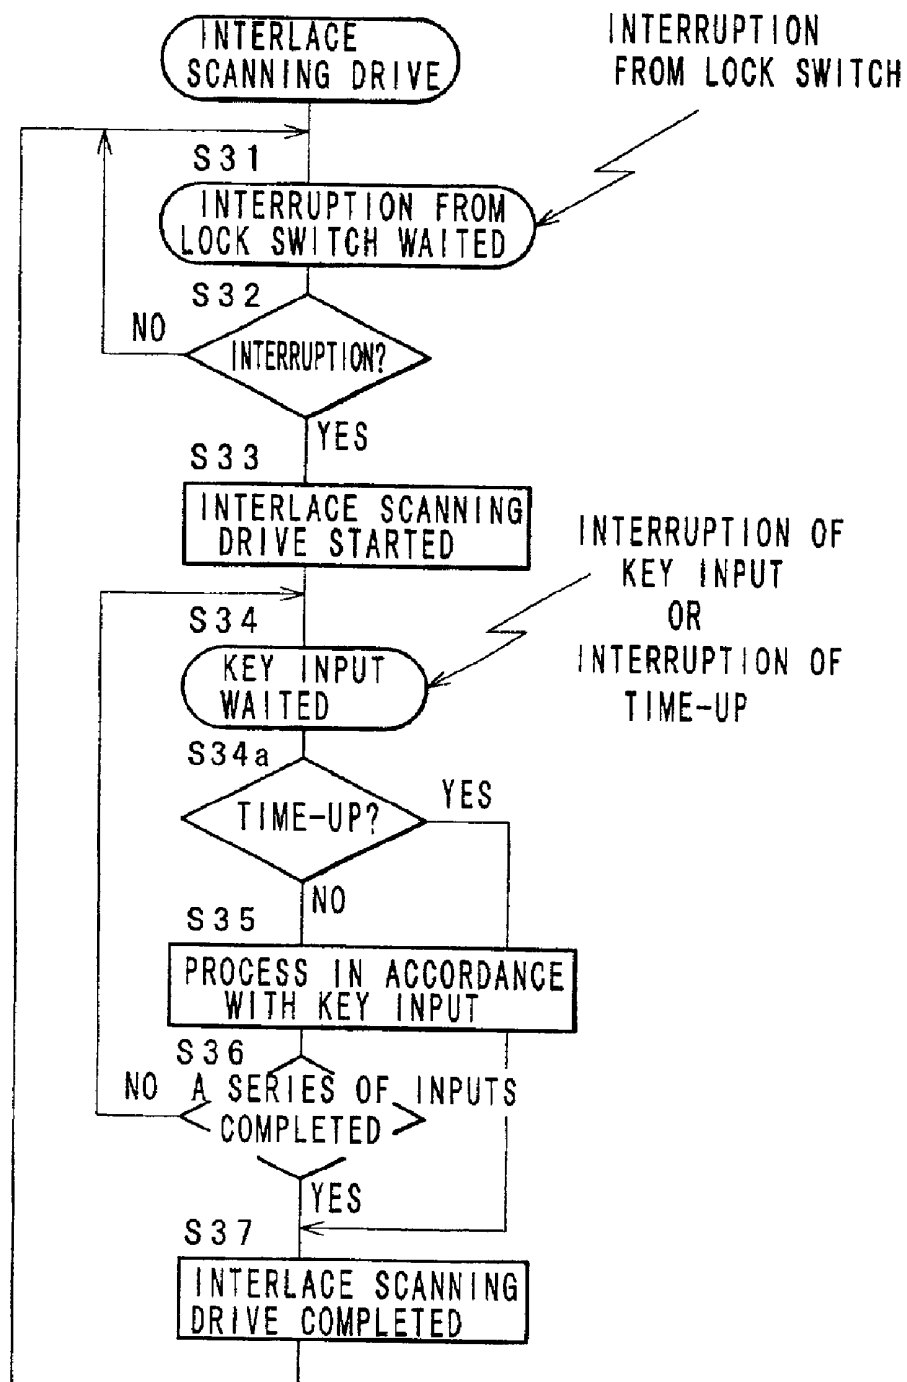 INTERLACE
SCANNING DRIVE
INTERRUPTION
FROM LOCK SWITCH
S31
INTERRUPTION FROM
LOCK SWITCH WAITED
S32
NO
INTERRUPTION?
YES
S33
INTERLACE SCANNING
DRIVE STARTED
INTERRUPTION OF
KEY INPUT
OR
INTERRUPTION OF
TIME-UP
S34
KEY INPUT
WAITED
S34a
TIME-UP?
YES
NO
S35
PROCESS IN ACCORDANCE
WITH KEY INPUT
S36
NO
A SERIES OF INPUTS
COMPLETED
YES
S37
INTERLACE SCANNING
DRIVE COMPLETED